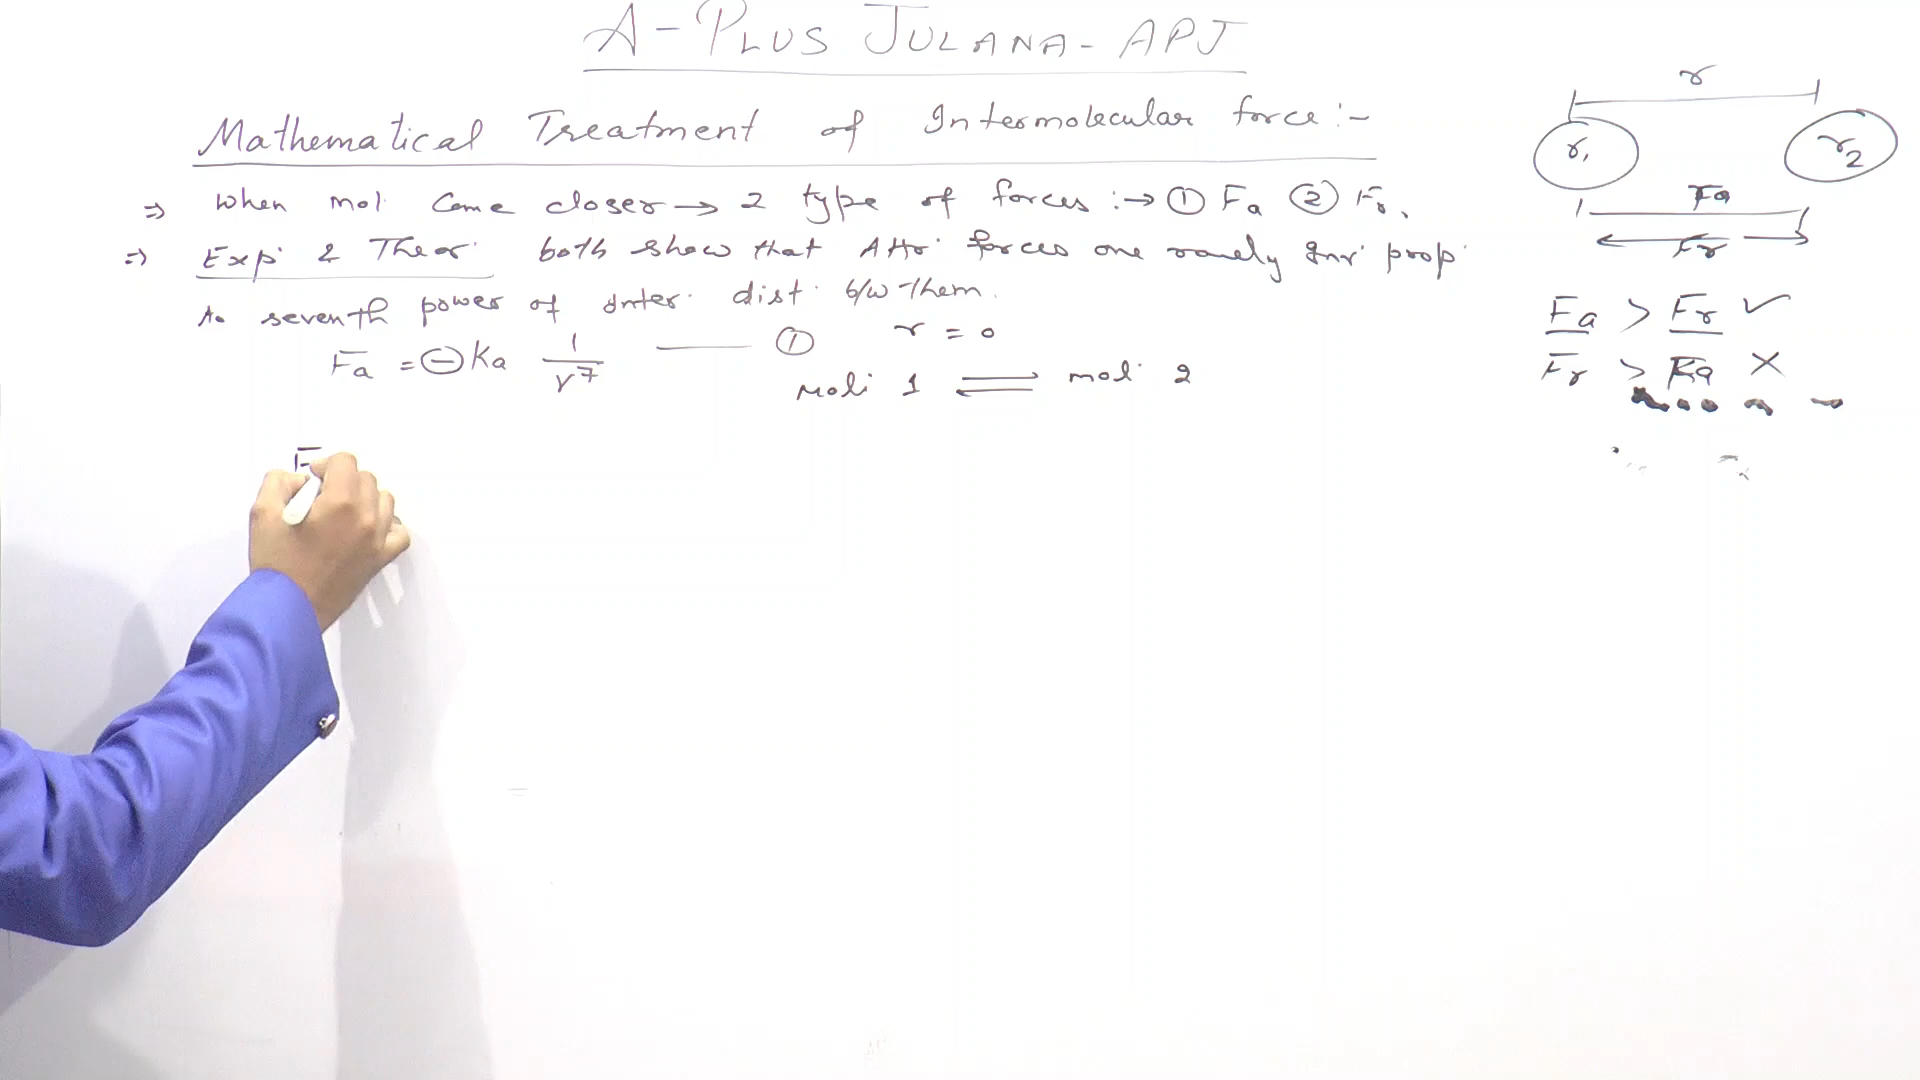 A-PLUS JULANA-APJ
Mathematical Treatment of Intermolecular force:-
⇒ When mol. Come closer → 2 type of forces :→ ① Fa ② Fr.
⇒ Exp. & Theor. both show that Attr. forces are Inv. prop.
to seventh power of inter. dist. b/w them.
Fa = ⊖ Ka 1/r⁷ —— ①
r = 0
mol. 1 ⇌ mol. 2
F
r
r₁
r₂
Fa
Fr
Fa > Fr ✓
Fr > Fa ✗